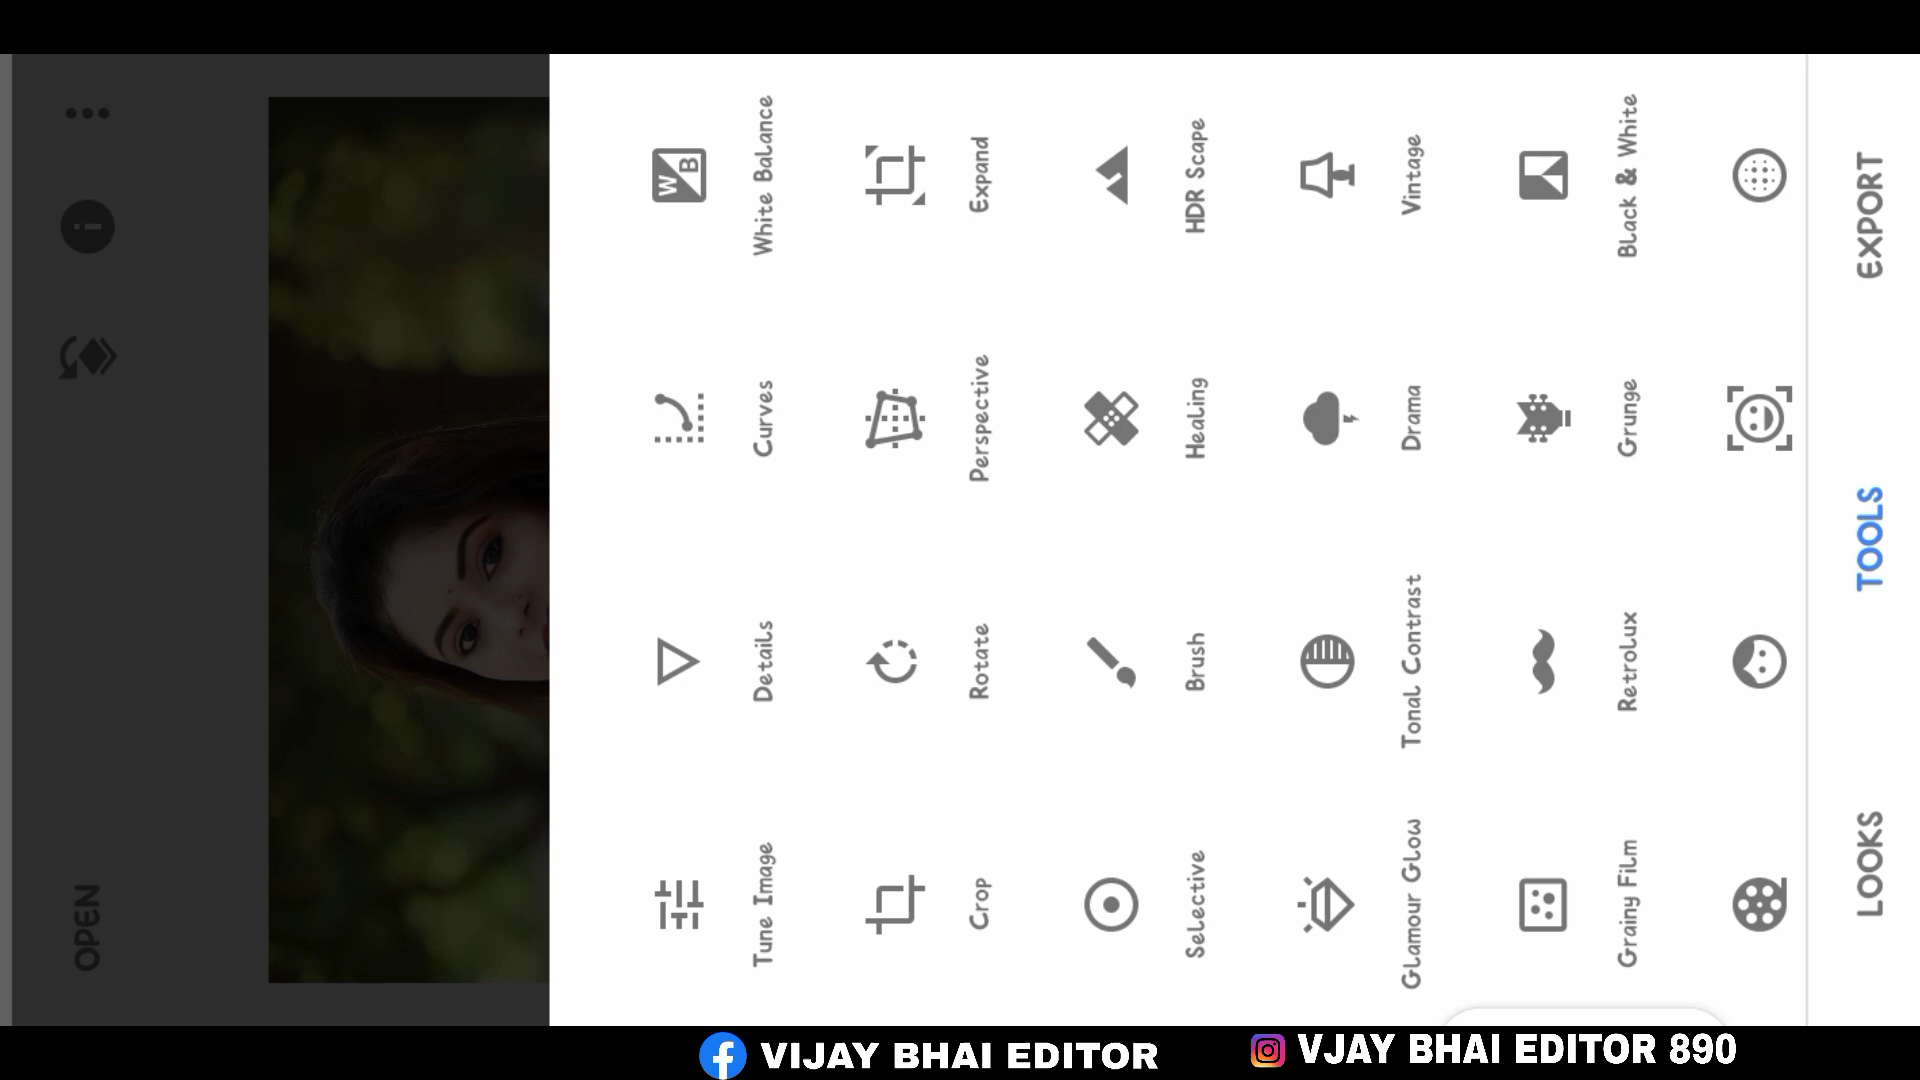 OPEN
Tune Image
Details
Curves
White Balance
Crop
Rotate
Perspective
Expand
Selective
Brush
Healing
HDR Scape
Glamour Glow
Tonal Contrast
Drama
Vintage
Grainy Film
Retrolux
Grunge
Black & White
LOOKS
TOOLS
EXPORT
VIJAY BHAI EDITOR
VJAY BHAI EDITOR 890